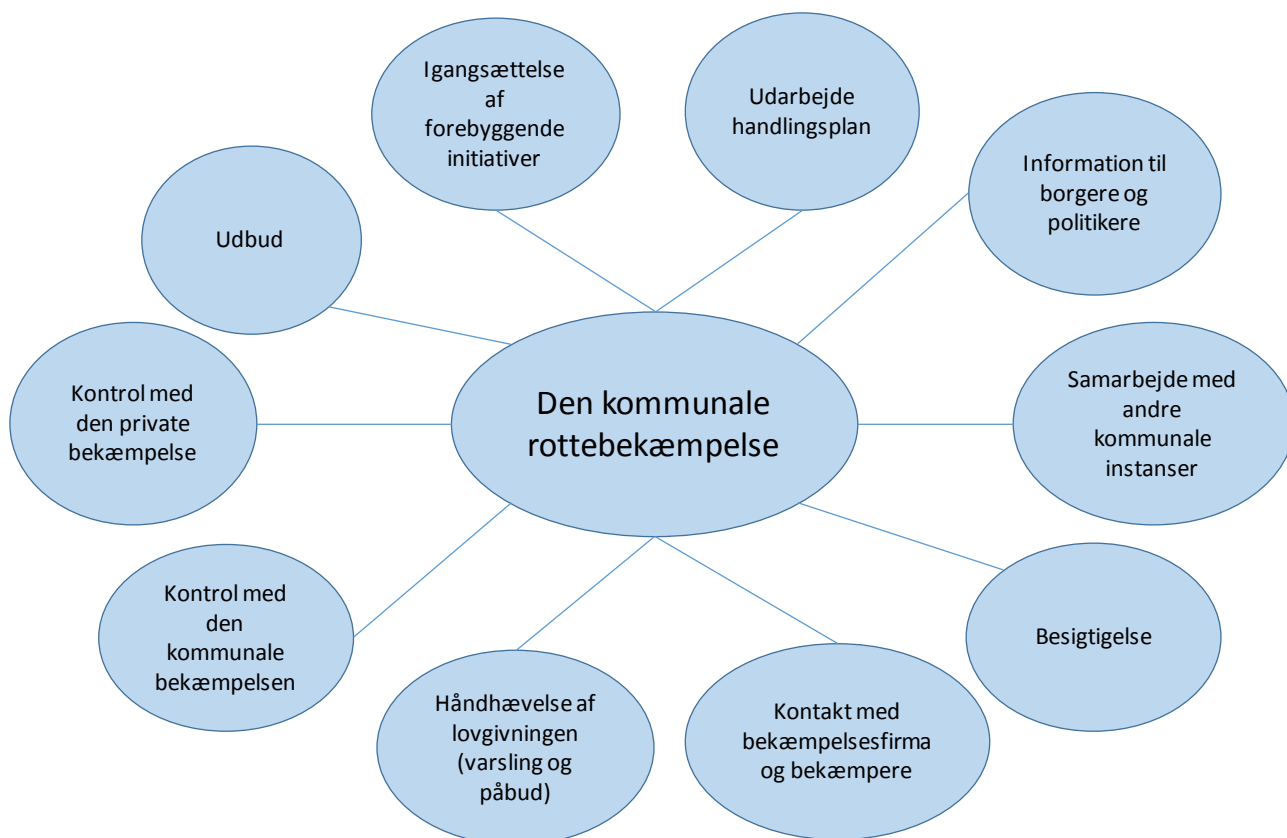 Igangsættelse
af
forebyggende
initiativer
Udarbejde
handlingsplan
Information til
borgere og
politikere
Udbud
Kontrol med
den private
bekæmpelse
Den kommunale
rottebekæmpelse
Samarbejde med
andre
kommunale
instanser
Kontrol med
den
kommunale
bekæmpelsen
Besigtigelse
Håndhævelse af
lovgivningen
(varsling og
påbud)
Kontakt med
bekæmpelsesfirma
og bekæmpere